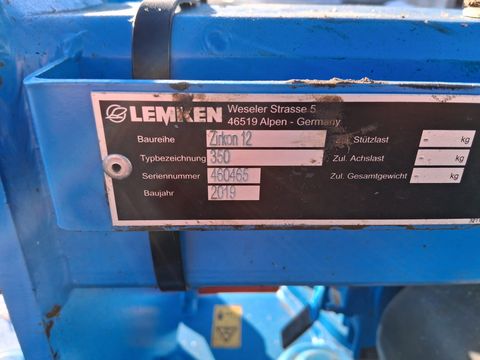 LEMKEN Weseler Strasse 5
46519 Alpen - Germany
Baureihe Zirkon 12 zul. Stützlast - kg
Typbezeichnung 350 Zul. Achslast - kg
Seriennummer 460465 Zul. Gesamtgewicht - kg
Baujahr 2019